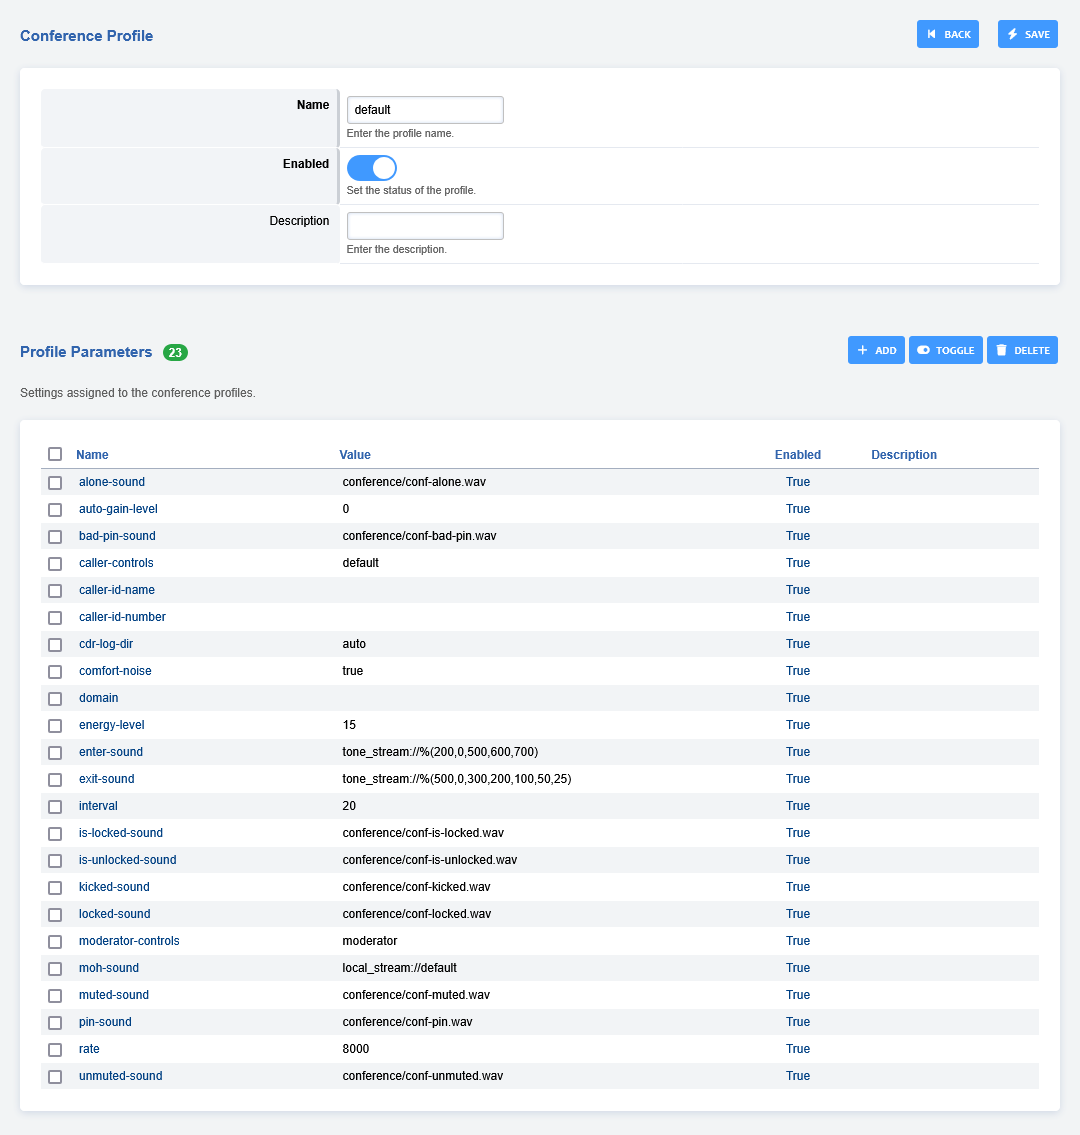 Conference Profile BACK SAVE
Name default
Enter the profile name.
Enabled
Set the status of the profile.
Description
Enter the description.
Profile Parameters 23 ADD TOGGLE DELETE
Settings assigned to the conference profiles.
Name Value Enabled Description
alone-sound conference/conf-alone.wav True
auto-gain-level 0 True
bad-pin-sound conference/conf-bad-pin.wav True
caller-controls default True
caller-id-name True
caller-id-number True
cdr-log-dir auto True
comfort-noise true True
domain True
energy-level 15 True
enter-sound tone_stream://%(200,0,500,600,700) True
exit-sound tone_stream://%(500,0,300,200,100,50,25) True
interval 20 True
is-locked-sound conference/conf-is-locked.wav True
is-unlocked-sound conference/conf-is-unlocked.wav True
kicked-sound conference/conf-kicked.wav True
locked-sound conference/conf-locked.wav True
moderator-controls moderator True
moh-sound local_stream://default True
muted-sound conference/conf-muted.wav True
pin-sound conference/conf-pin.wav True
rate 8000 True
unmuted-sound conference/conf-unmuted.wav True